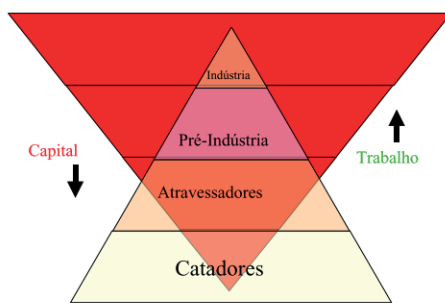 Indústria
Pré-Indústria
Capital
Trabalho
Atravessadores
Catadores